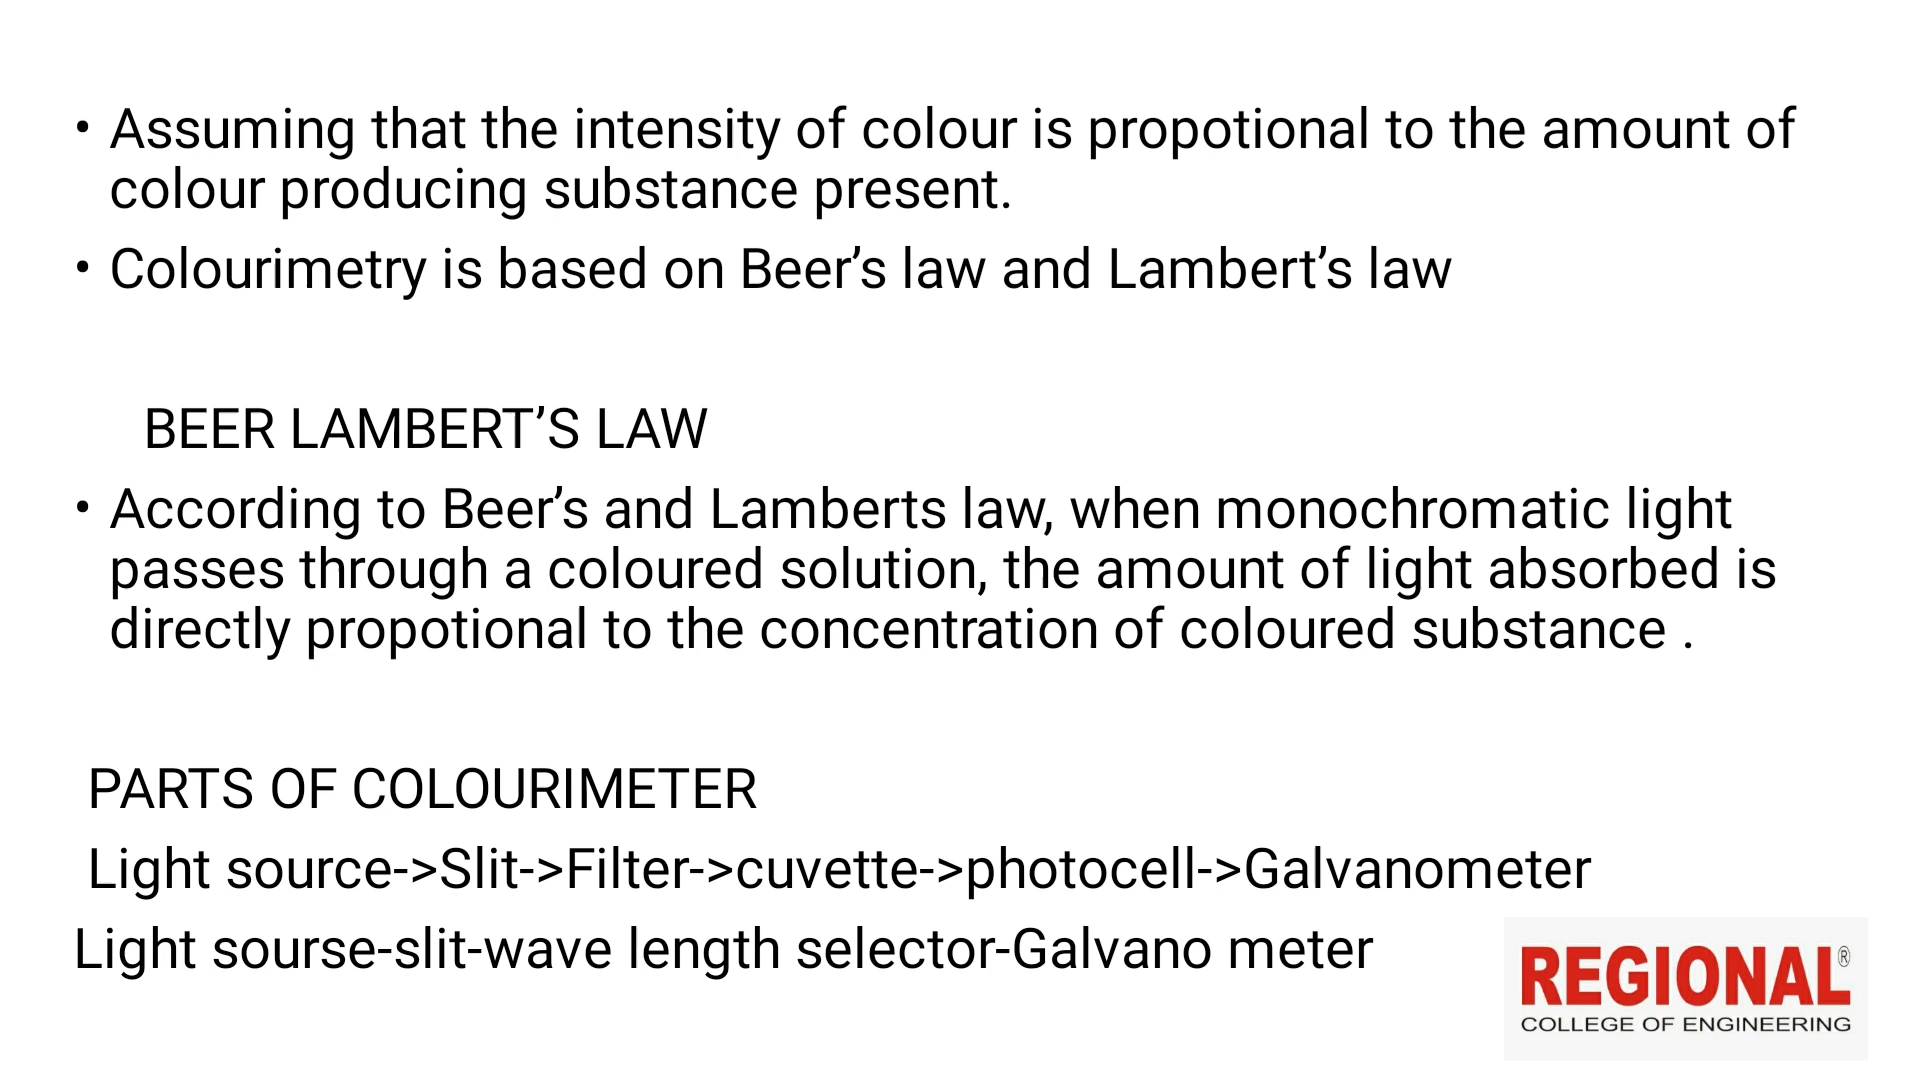 • Assuming that the intensity of colour is propotional to the amount of
colour producing substance present.
• Colourimetry is based on Beer’s law and Lambert’s law
BEER LAMBERT’S LAW
• According to Beer’s and Lamberts law, when monochromatic light
passes through a coloured solution, the amount of light absorbed is
directly propotional to the concentration of coloured substance .
PARTS OF COLOURIMETER
Light source->Slit->Filter->cuvette->photocell->Galvanometer
Light sourse-slit-wave length selector-Galvano meter
REGIONAL®
COLLEGE OF ENGINEERING